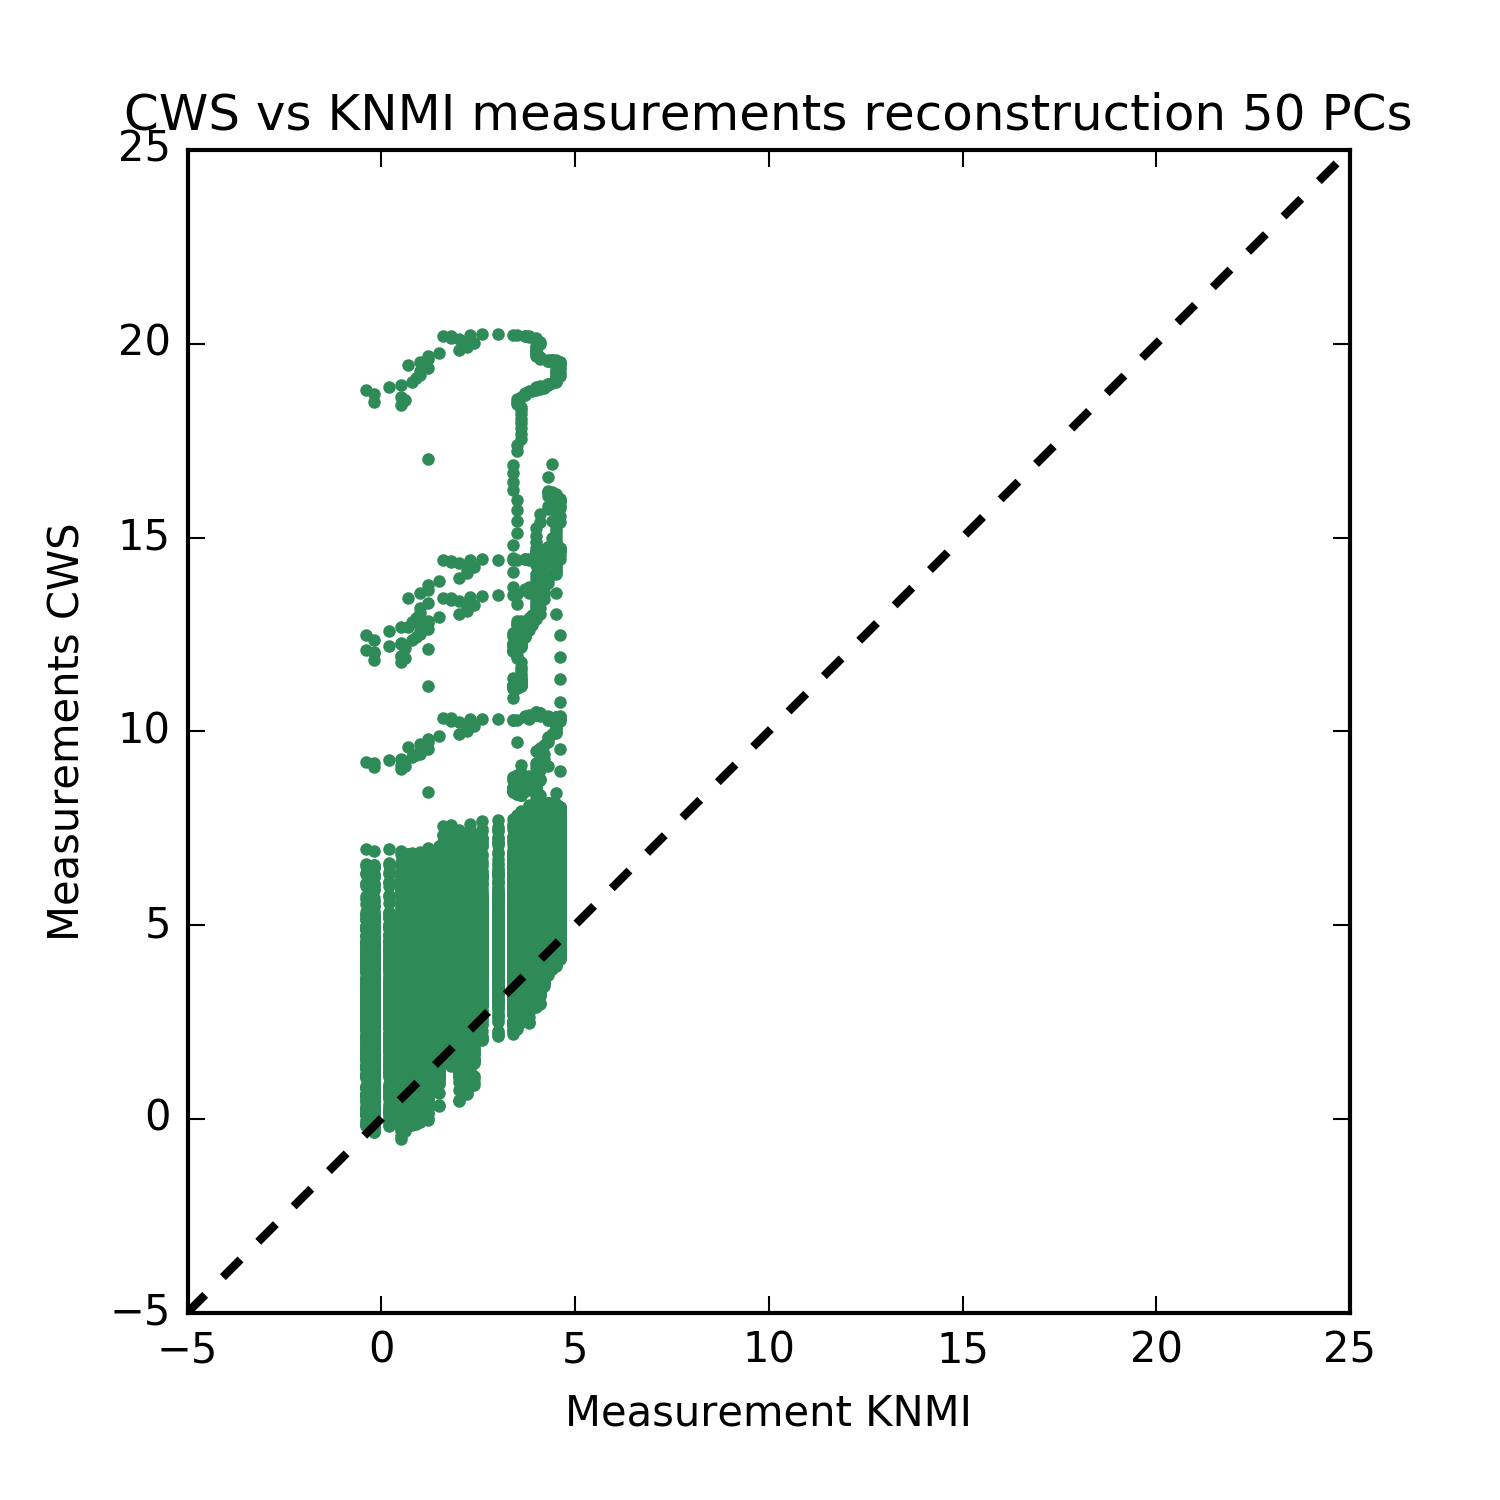 CWS vs KNMI measurements reconstruction 50 PCs
25
20
15
10
5
0
−5
Measurements CWS
−5 0 5 10 15 20 25
Measurement KNMI